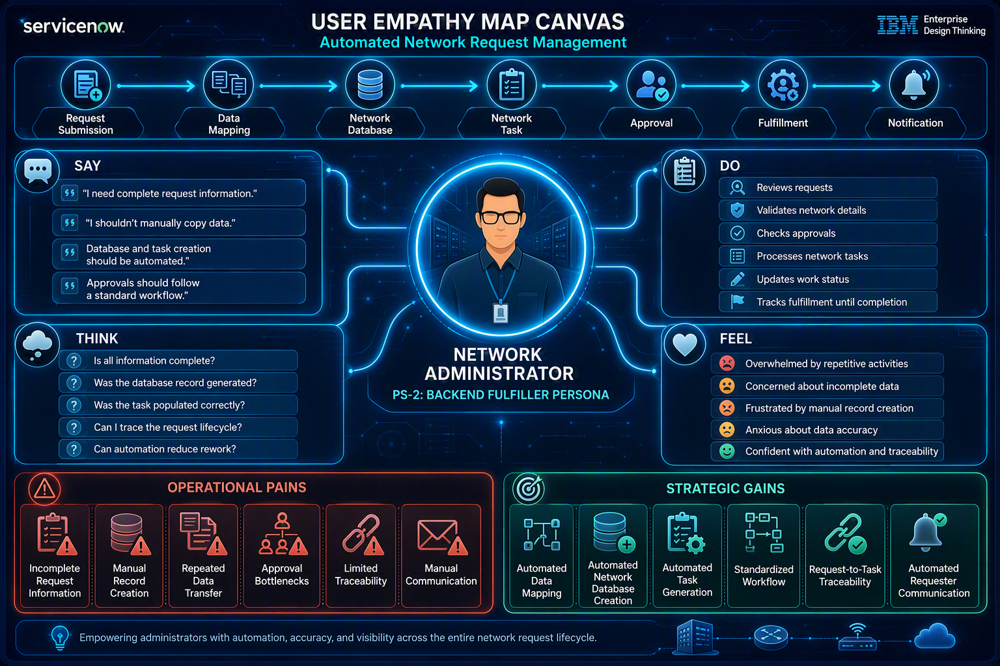 servicenow
USER EMPATHY MAP CANVAS
Automated Network Request Management
IBM Enterprise
Design Thinking
Request
Submission
Data
Mapping
Network
Database
Network
Task
Approval
Fulfillment
Notification
SAY
"I need complete request information."
"I shouldn't manually copy data."
Database and task creation
should be automated."
Approvals should follow
a standard workflow."
DO
Reviews requests
Validates network details
Checks approvals
Processes network tasks
Updates work status
Tracks fulfillment until completion
THINK
Is all information complete?
Was the database record generated?
Was the task populated correctly?
Can I trace the request lifecycle?
Can automation reduce rework?
NETWORK
ADMINISTRATOR
PS-2: BACKEND FULFILLER PERSONA
FEEL
Overwhelmed by repetitive activities
Concerned about incomplete data
Frustrated by manual record creation
Anxious about data accuracy
Confident with automation and traceability
OPERATIONAL PAINS
Incomplete
Request
Information
Manual
Record
Creation
Repeated
Data
Transfer
Approval
Bottlenecks
Limited
Traceability
Manual
Communication
STRATEGIC GAINS
Automated
Data
Mapping
Automated
Network
Database
Creation
Automated
Task
Generation
Standardized
Workflow
Request-to-Task
Traceability
Automated
Requester
Communication
Empowering administrators with automation, accuracy, and visibility across the entire network request lifecycle.